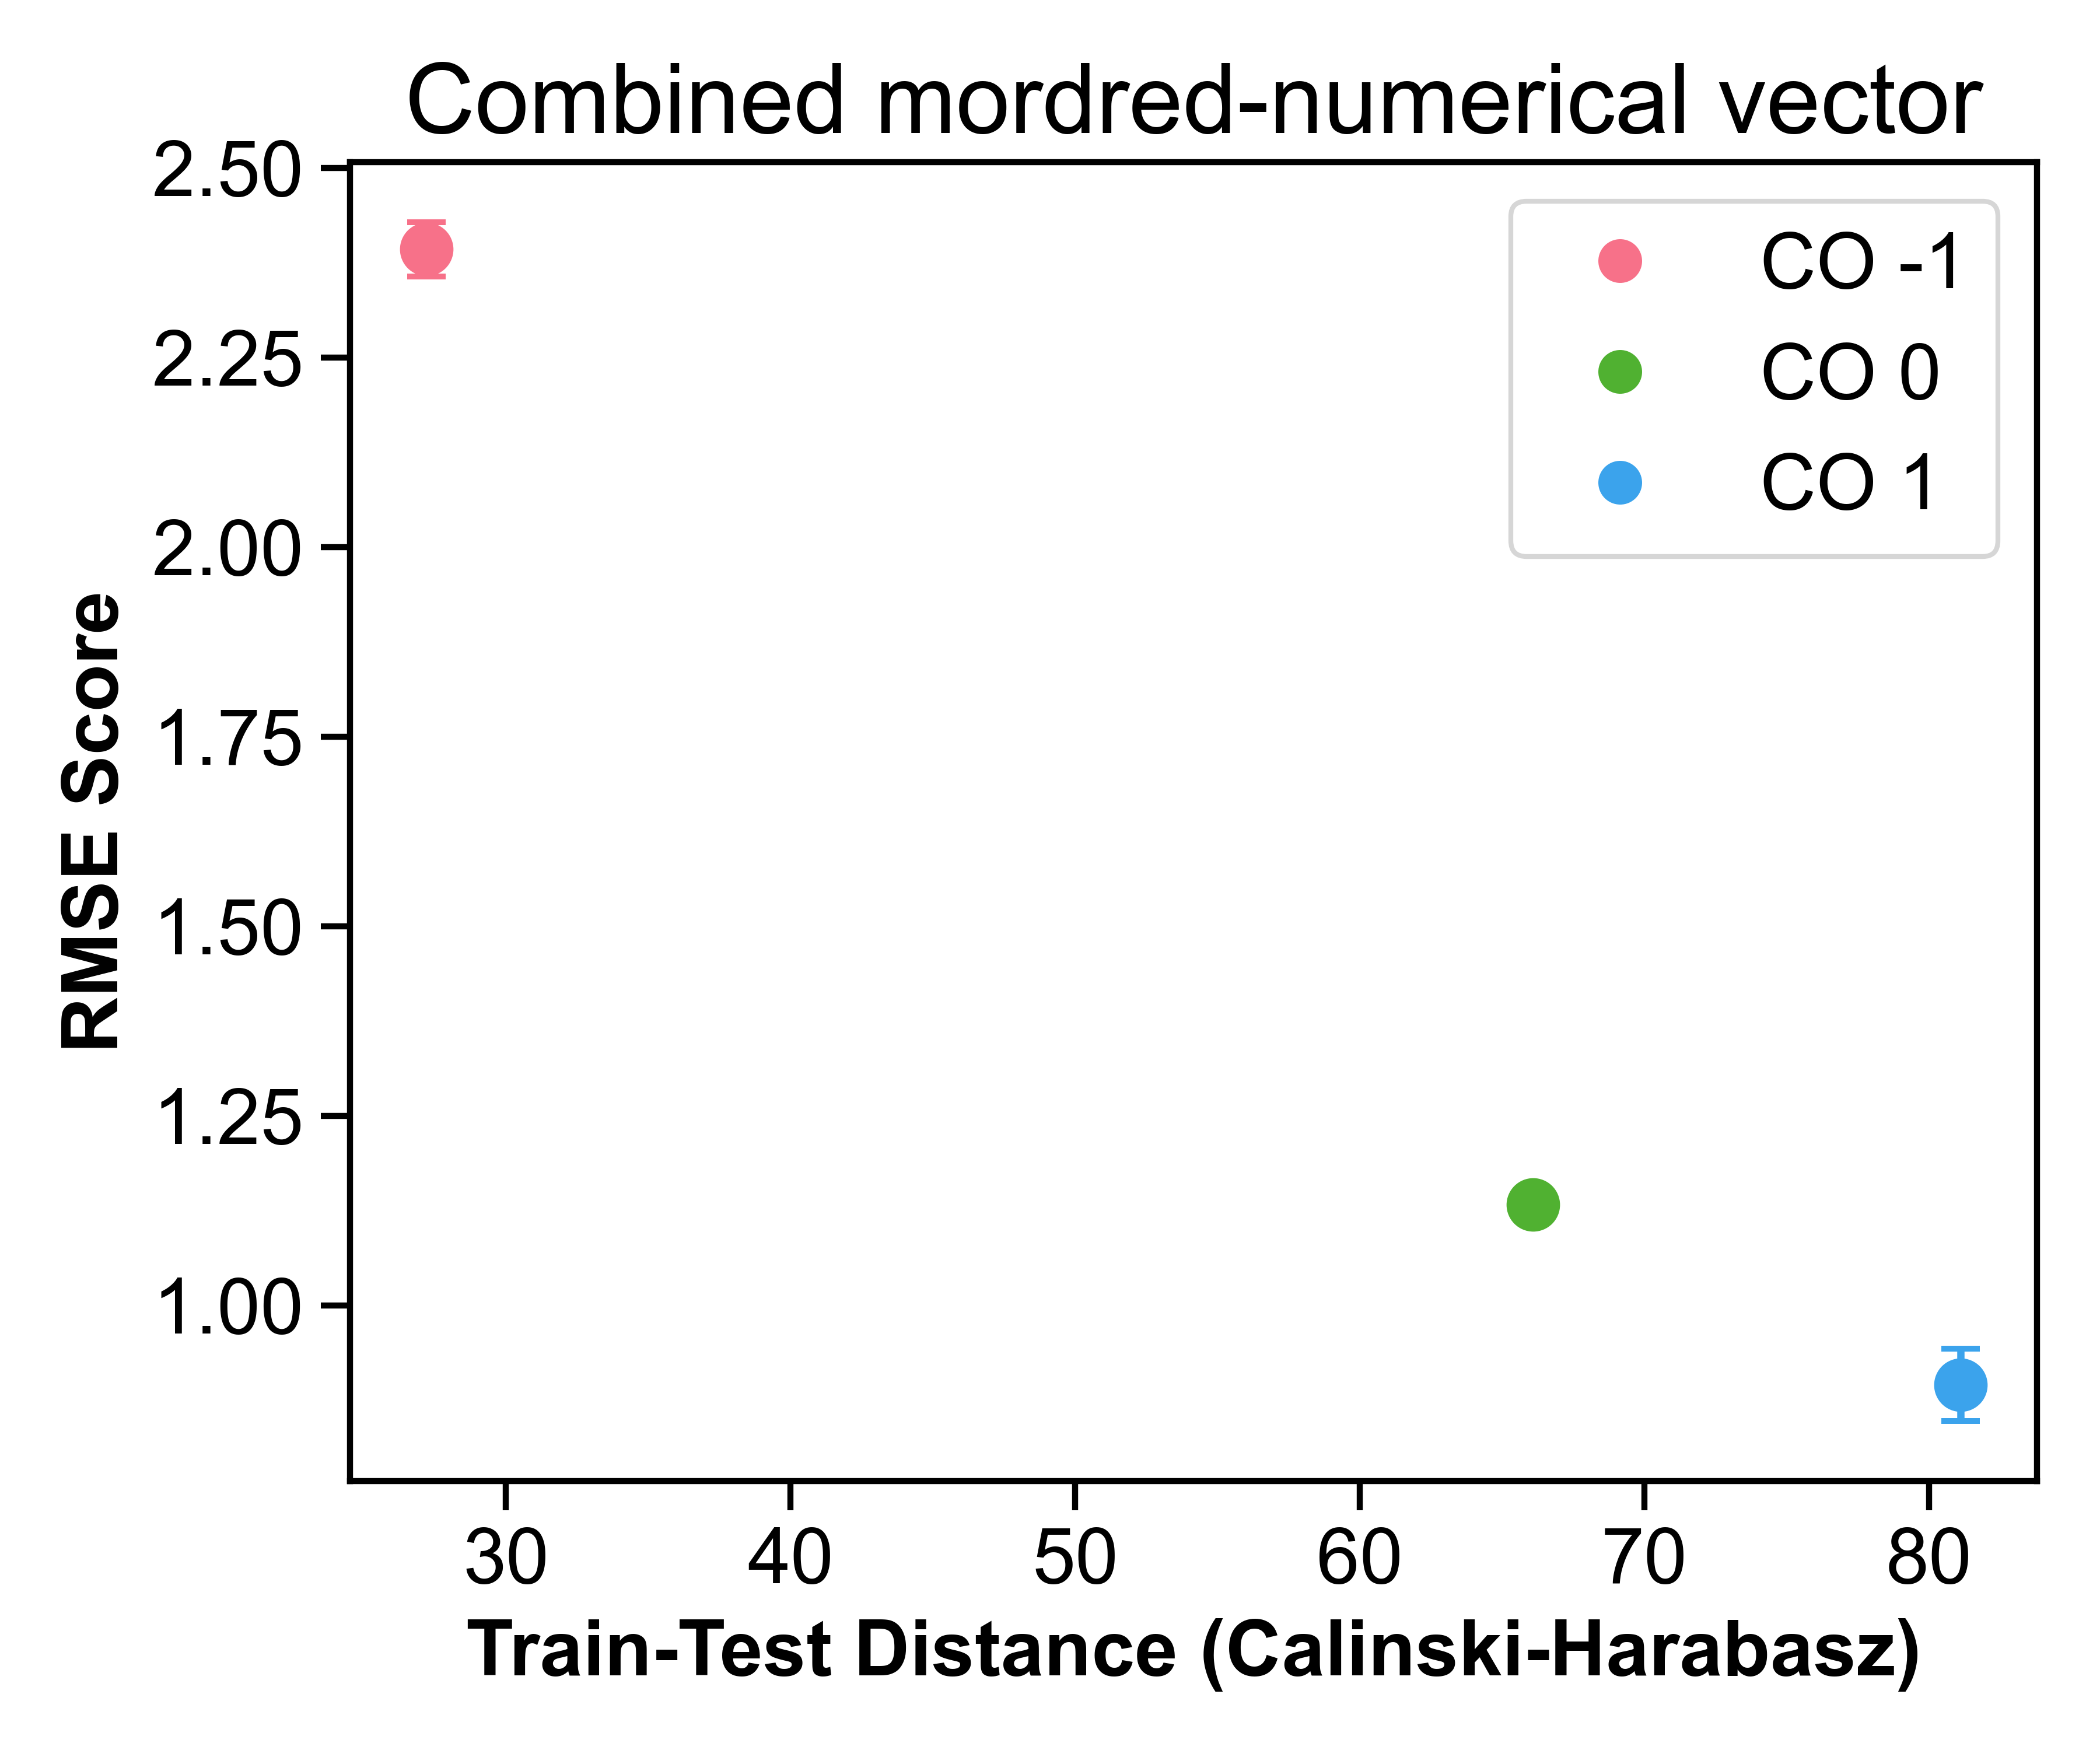 Combined mordred-numerical vector
2.50
2.25
2.00
1.75
1.50
1.25
1.00
RMSE Score
CO -1
CO 0
CO 1
30 40 50 60 70 80
Train-Test Distance (Calinski-Harabasz)